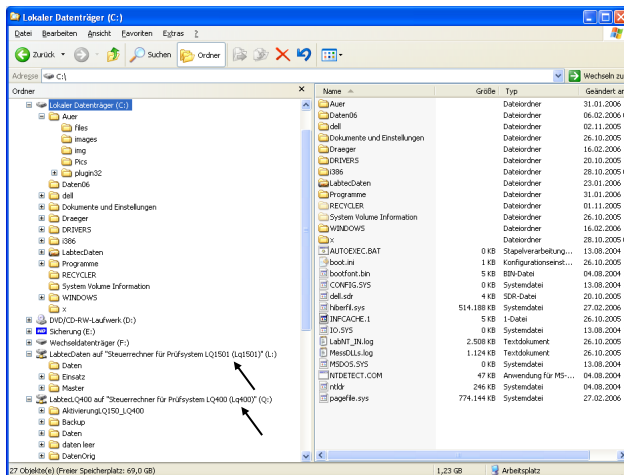 Lokaler Datenträger (C:)
Datei Bearbeiten Ansicht Favoriten Extras ?
Zurück Suchen Ordner
Adresse C:\ Wechseln zu
Ordner
Lokaler Datenträger (C:)
Auer
files
images
img
Pics
plugin32
Daten06
dell
Dokumente und Einstellungen
Draeger
DRIVERS
i386
LabtecDaten
Programme
RECYCLER
System Volume Information
WINDOWS
x
DVD/CD-RW-Laufwerk (D:)
Sicherung (E:)
Wechseldatenträger (F:)
LabtecDaten auf "Steuerrechner für Prüfsystem LQ1501 (Lq1501)" (L:)
Daten
Einsatz
Master
LabtecLQ400 auf "Steuerrechner für Prüfsystem LQ400 (Lq400)" (Q:)
AktivierungLQ150_LQ400
Backup
Daten
daten leer
DatenOrig
Name Größe Typ Geändert ar
Auer Dateiordner 31.01.2006
Daten06 Dateiordner 06.02.2006
dell Dateiordner 02.11.2005
Dokumente und Einstellungen Dateiordner 26.10.2005
Draeger Dateiordner 16.02.2006
DRIVERS Dateiordner 20.10.2005
i386 Dateiordner 28.10.2005
LabtecDaten Dateiordner 23.01.2006
Programme Dateiordner 31.01.2006
RECYCLER Dateiordner 01.11.2005
System Volume Information Dateiordner 26.10.2005
WINDOWS Dateiordner 16.02.2006
x Dateiordner 28.10.2005
AUTOEXEC.BAT 0 KB Stapelverarbeitung... 13.08.2004
boot.ini 1 KB Konfigurationseinst... 26.10.2005
bootfont.bin 5 KB BIN-Datei 04.08.2004
CONFIG.SYS 0 KB Systemdatei 13.08.2004
dell.sdr 4 KB SDR-Datei 20.10.2005
hiberfil.sys 514.188 KB Systemdatei 27.02.2006
INFCACHE.1 5 KB 1-Datei 26.10.2005
IO.SYS 0 KB Systemdatei 13.08.2004
LabNT_IN.log 2.508 KB Textdokument 26.10.2005
MessDLLs.log 1.124 KB Textdokument 26.10.2005
MSDOS.SYS 0 KB Systemdatei 13.08.2004
NTDETECT.COM 47 KB Anwendung für MS-... 04.08.2004
ntldr 246 KB Systemdatei 04.08.2004
pagefile.sys 774.144 KB Systemdatei 27.02.2006
27 Objekte(e) (Freier Speicherplatz: 69,0 GB) 1,23 GB Arbeitsplatz